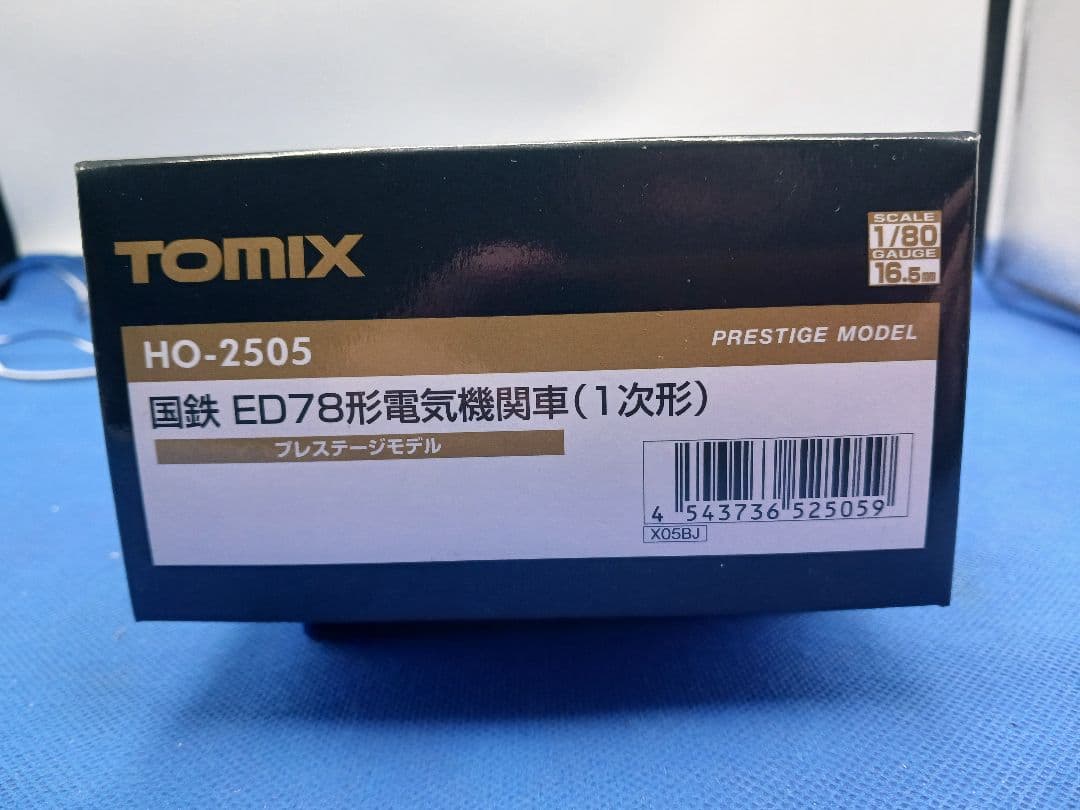 TOMIX
SCALE
1/80
GAUGE
16.5mm
HO-2505
PRESTIGE MODEL
国鉄 ED78形電気機関車(1次形)
プレステージモデル
4 543736 525059
X05BJ